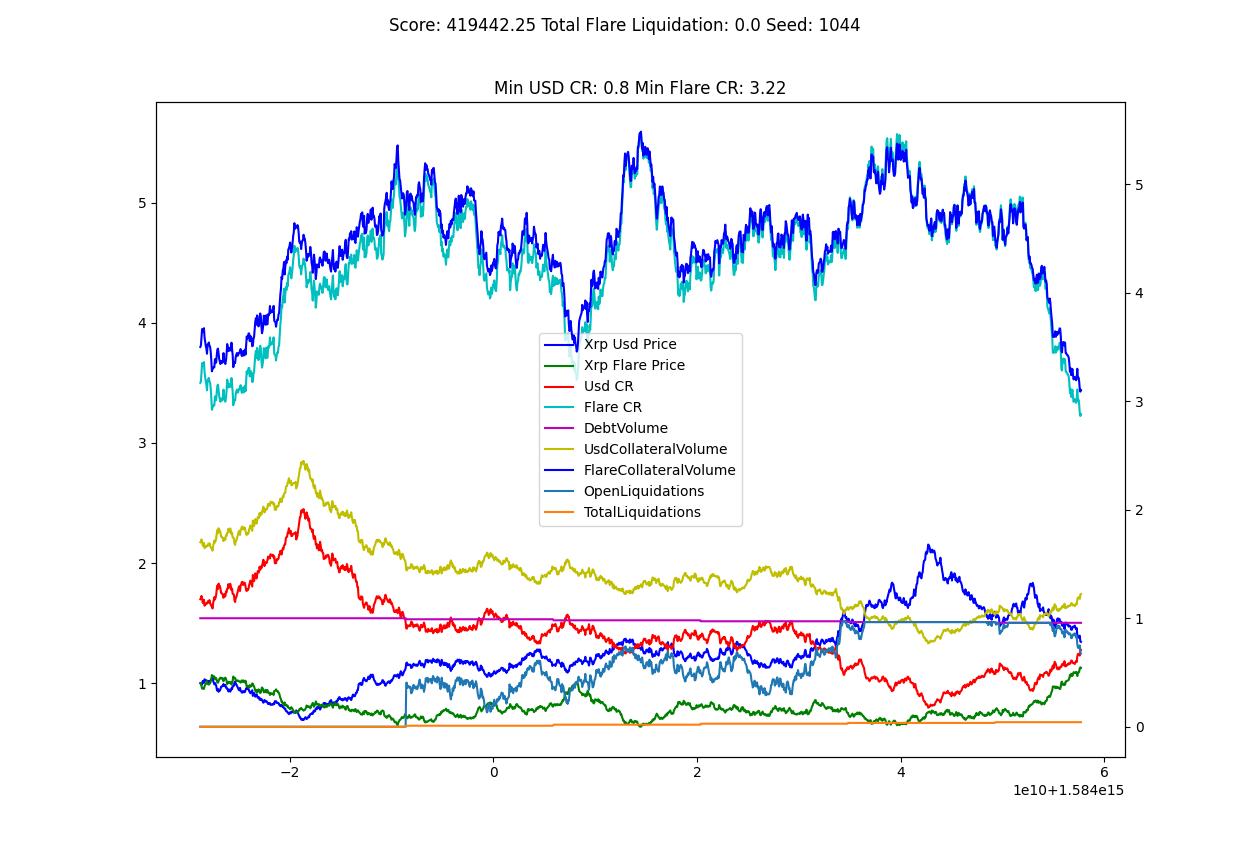 Score: 419442.25 Total Flare Liquidation: 0.0 Seed: 1044
Min USD CR: 0.8 Min Flare CR: 3.22
5
4
3
2
1
5
4
3
2
1
0
Xrp Usd Price
Xrp Flare Price
Usd CR
Flare CR
DebtVolume
UsdCollateralVolume
FlareCollateralVolume
OpenLiquidations
TotalLiquidations
−2 0 2 4 6
1e10+1.584e15